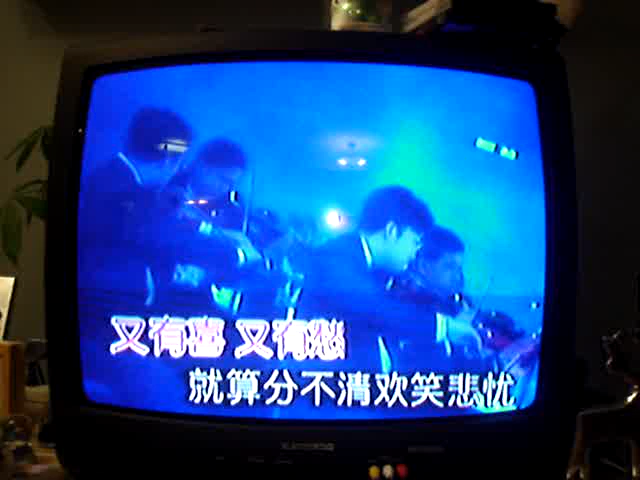 又有喜 又有愁
就算分不清欢笑悲忧